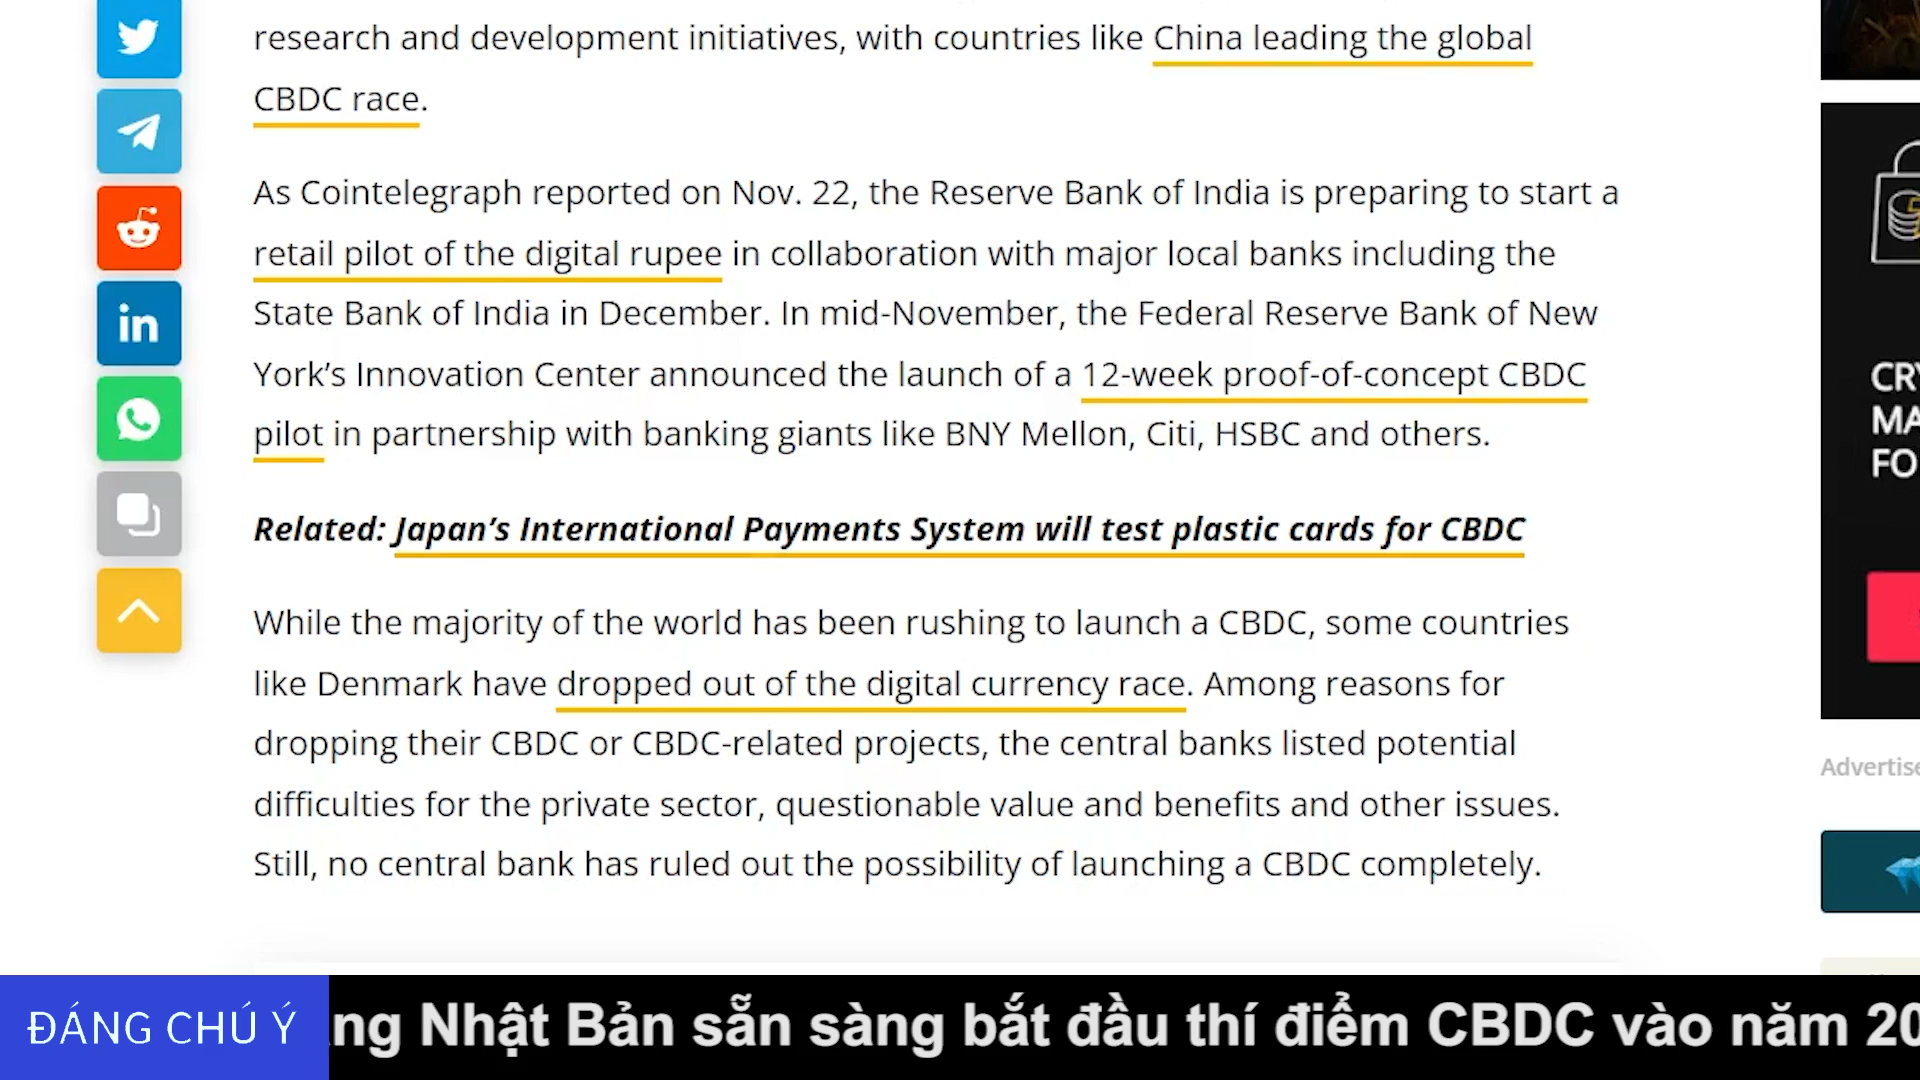 research and development initiatives, with countries like China leading the global
CBDC race.
As Cointelegraph reported on Nov. 22, the Reserve Bank of India is preparing to start a
retail pilot of the digital rupee in collaboration with major local banks including the
State Bank of India in December. In mid-November, the Federal Reserve Bank of New
York’s Innovation Center announced the launch of a 12-week proof-of-concept CBDC
pilot in partnership with banking giants like BNY Mellon, Citi, HSBC and others.
Related: Japan’s International Payments System will test plastic cards for CBDC
While the majority of the world has been rushing to launch a CBDC, some countries
like Denmark have dropped out of the digital currency race. Among reasons for
dropping their CBDC or CBDC-related projects, the central banks listed potential
difficulties for the private sector, questionable value and benefits and other issues.
Still, no central bank has ruled out the possibility of launching a CBDC completely.
in
ĐÁNG CHÚ Ý
Nhật Bản sẵn sàng bắt đầu thí điểm CBDC vào năm